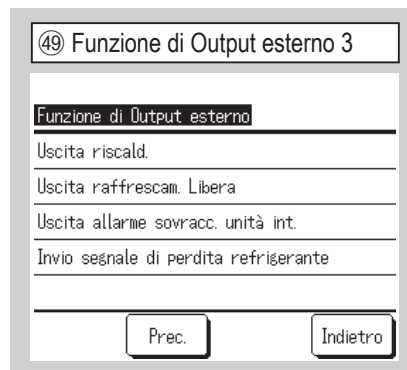 ㊾ Funzione di Output esterno 3
Funzione di Output esterno
Uscita riscald.
Uscita raffrescam. Libera
Uscita allarme sovracc. unità int.
Invio segnale di perdita refrigerante
Prec.
Indietro